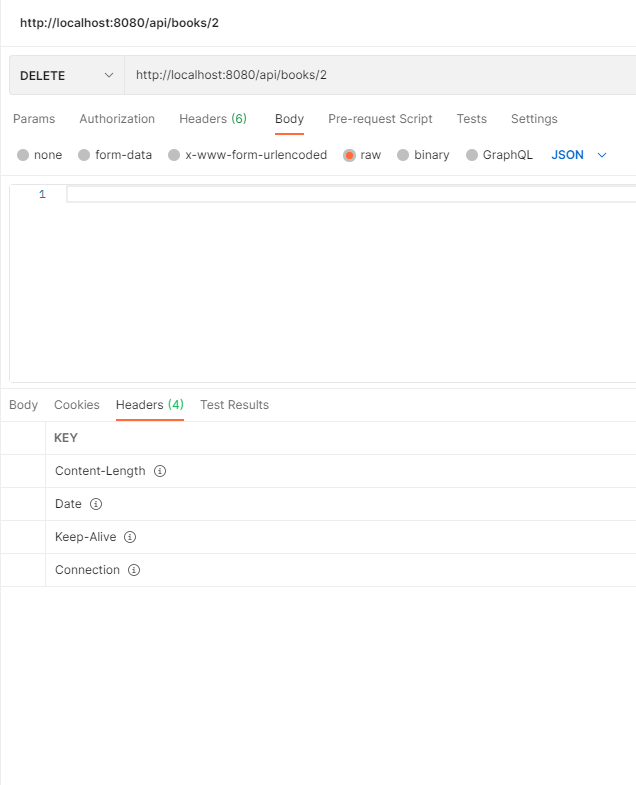 http://localhost:8080/api/books/2
DELETE http://localhost:8080/api/books/2
Params Authorization Headers (6) Body Pre-request Script Tests Settings
none form-data x-www-form-urlencoded raw binary GraphQL JSON
1
Body Cookies Headers (4) Test Results
KEY
Content-Length
Date
Keep-Alive
Connection